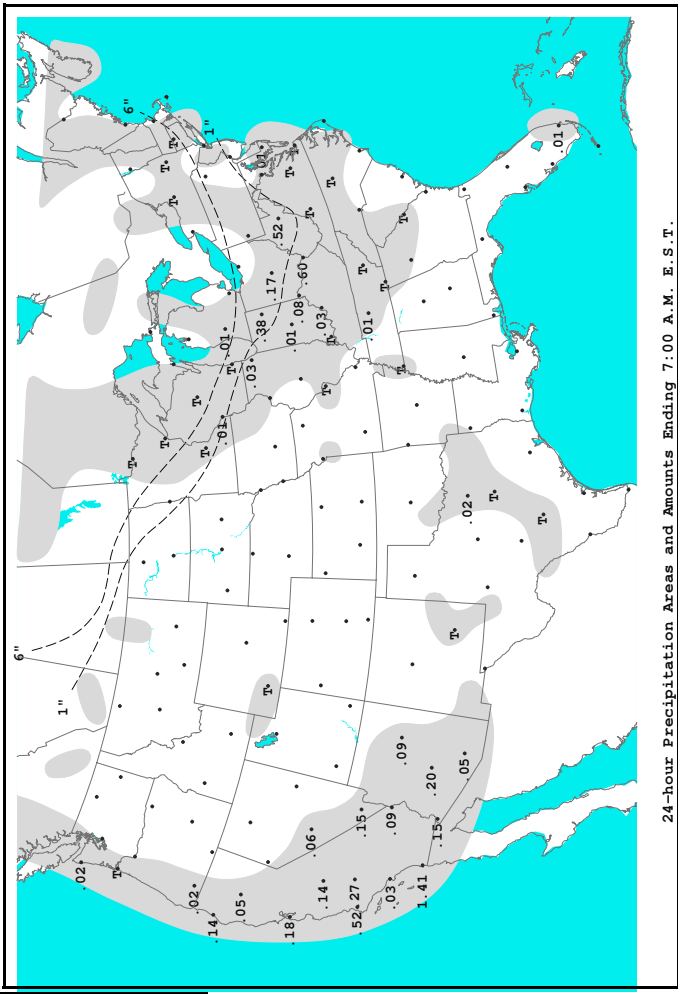 6"
1"
.02
T
6"
T
T
T
T
T
.02
T
T
1"
.14
.01
.01
T
.05
.03
.38
.01
T
.17
.52
.18
.01
T
T
.08
.60
T
.06
.14
.03
T
T
T
.52
.27
.15
T
.01
T
.03
.09
.09
T
T
1.41
.20
.15
T
.05
.02
T
T
.01
24-hour Precipitation Areas and Amounts Ending 7:00 A.M. E.S.T.